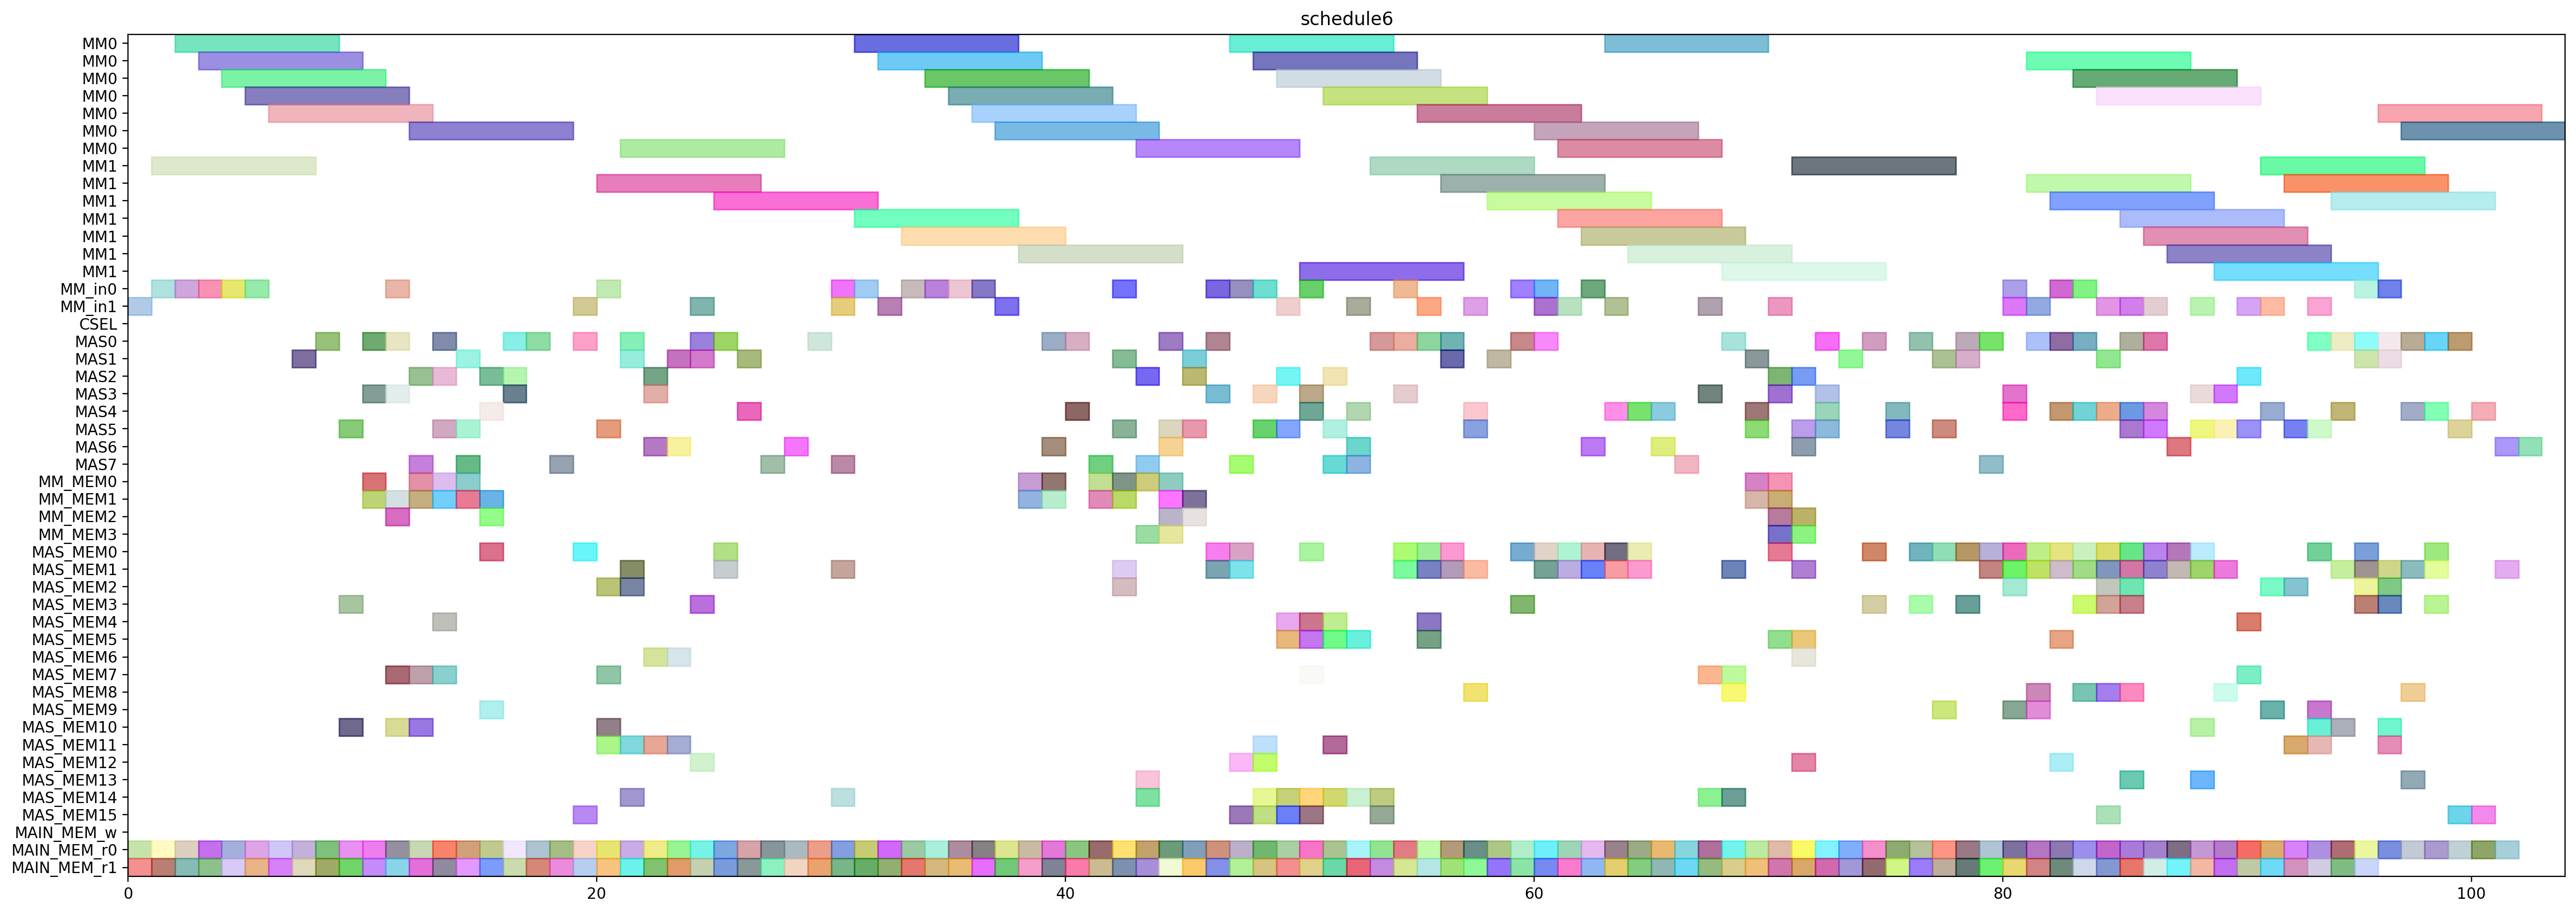 schedule6
MM0
MM0
MM0
MM0
MM0
MM0
MM0
MM1
MM1
MM1
MM1
MM1
MM1
MM1
MM_in0
MM_in1
CSEL
MAS0
MAS1
MAS2
MAS3
MAS4
MAS5
MAS6
MAS7
MM_MEM0
MM_MEM1
MM_MEM2
MM_MEM3
MAS_MEM0
MAS_MEM1
MAS_MEM2
MAS_MEM3
MAS_MEM4
MAS_MEM5
MAS_MEM6
MAS_MEM7
MAS_MEM8
MAS_MEM9
MAS_MEM10
MAS_MEM11
MAS_MEM12
MAS_MEM13
MAS_MEM14
MAS_MEM15
MAIN_MEM_w
MAIN_MEM_r0
MAIN_MEM_r1
0 20 40 60 80 100